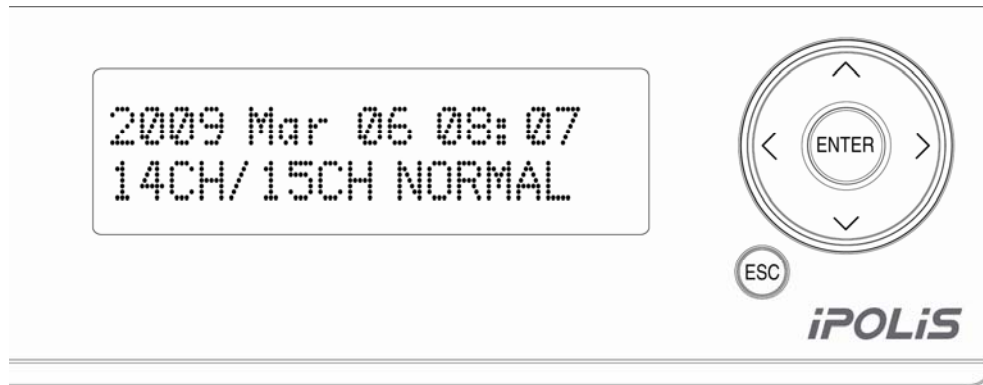 2009 Mar 06 08:07
14CH/15CH NORMAL
ENTER
ESC
iPOLiS